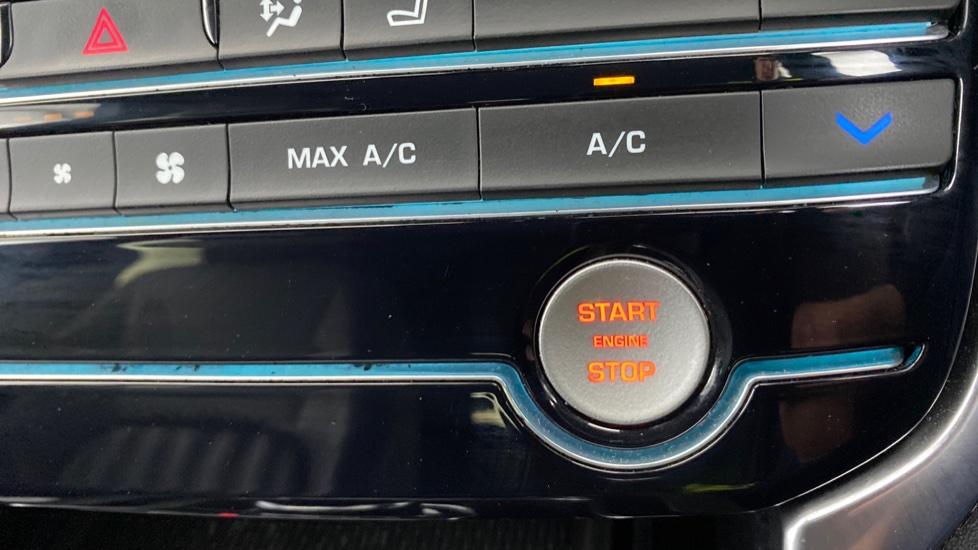 MAX A/C
A/C
START
ENGINE
STOP